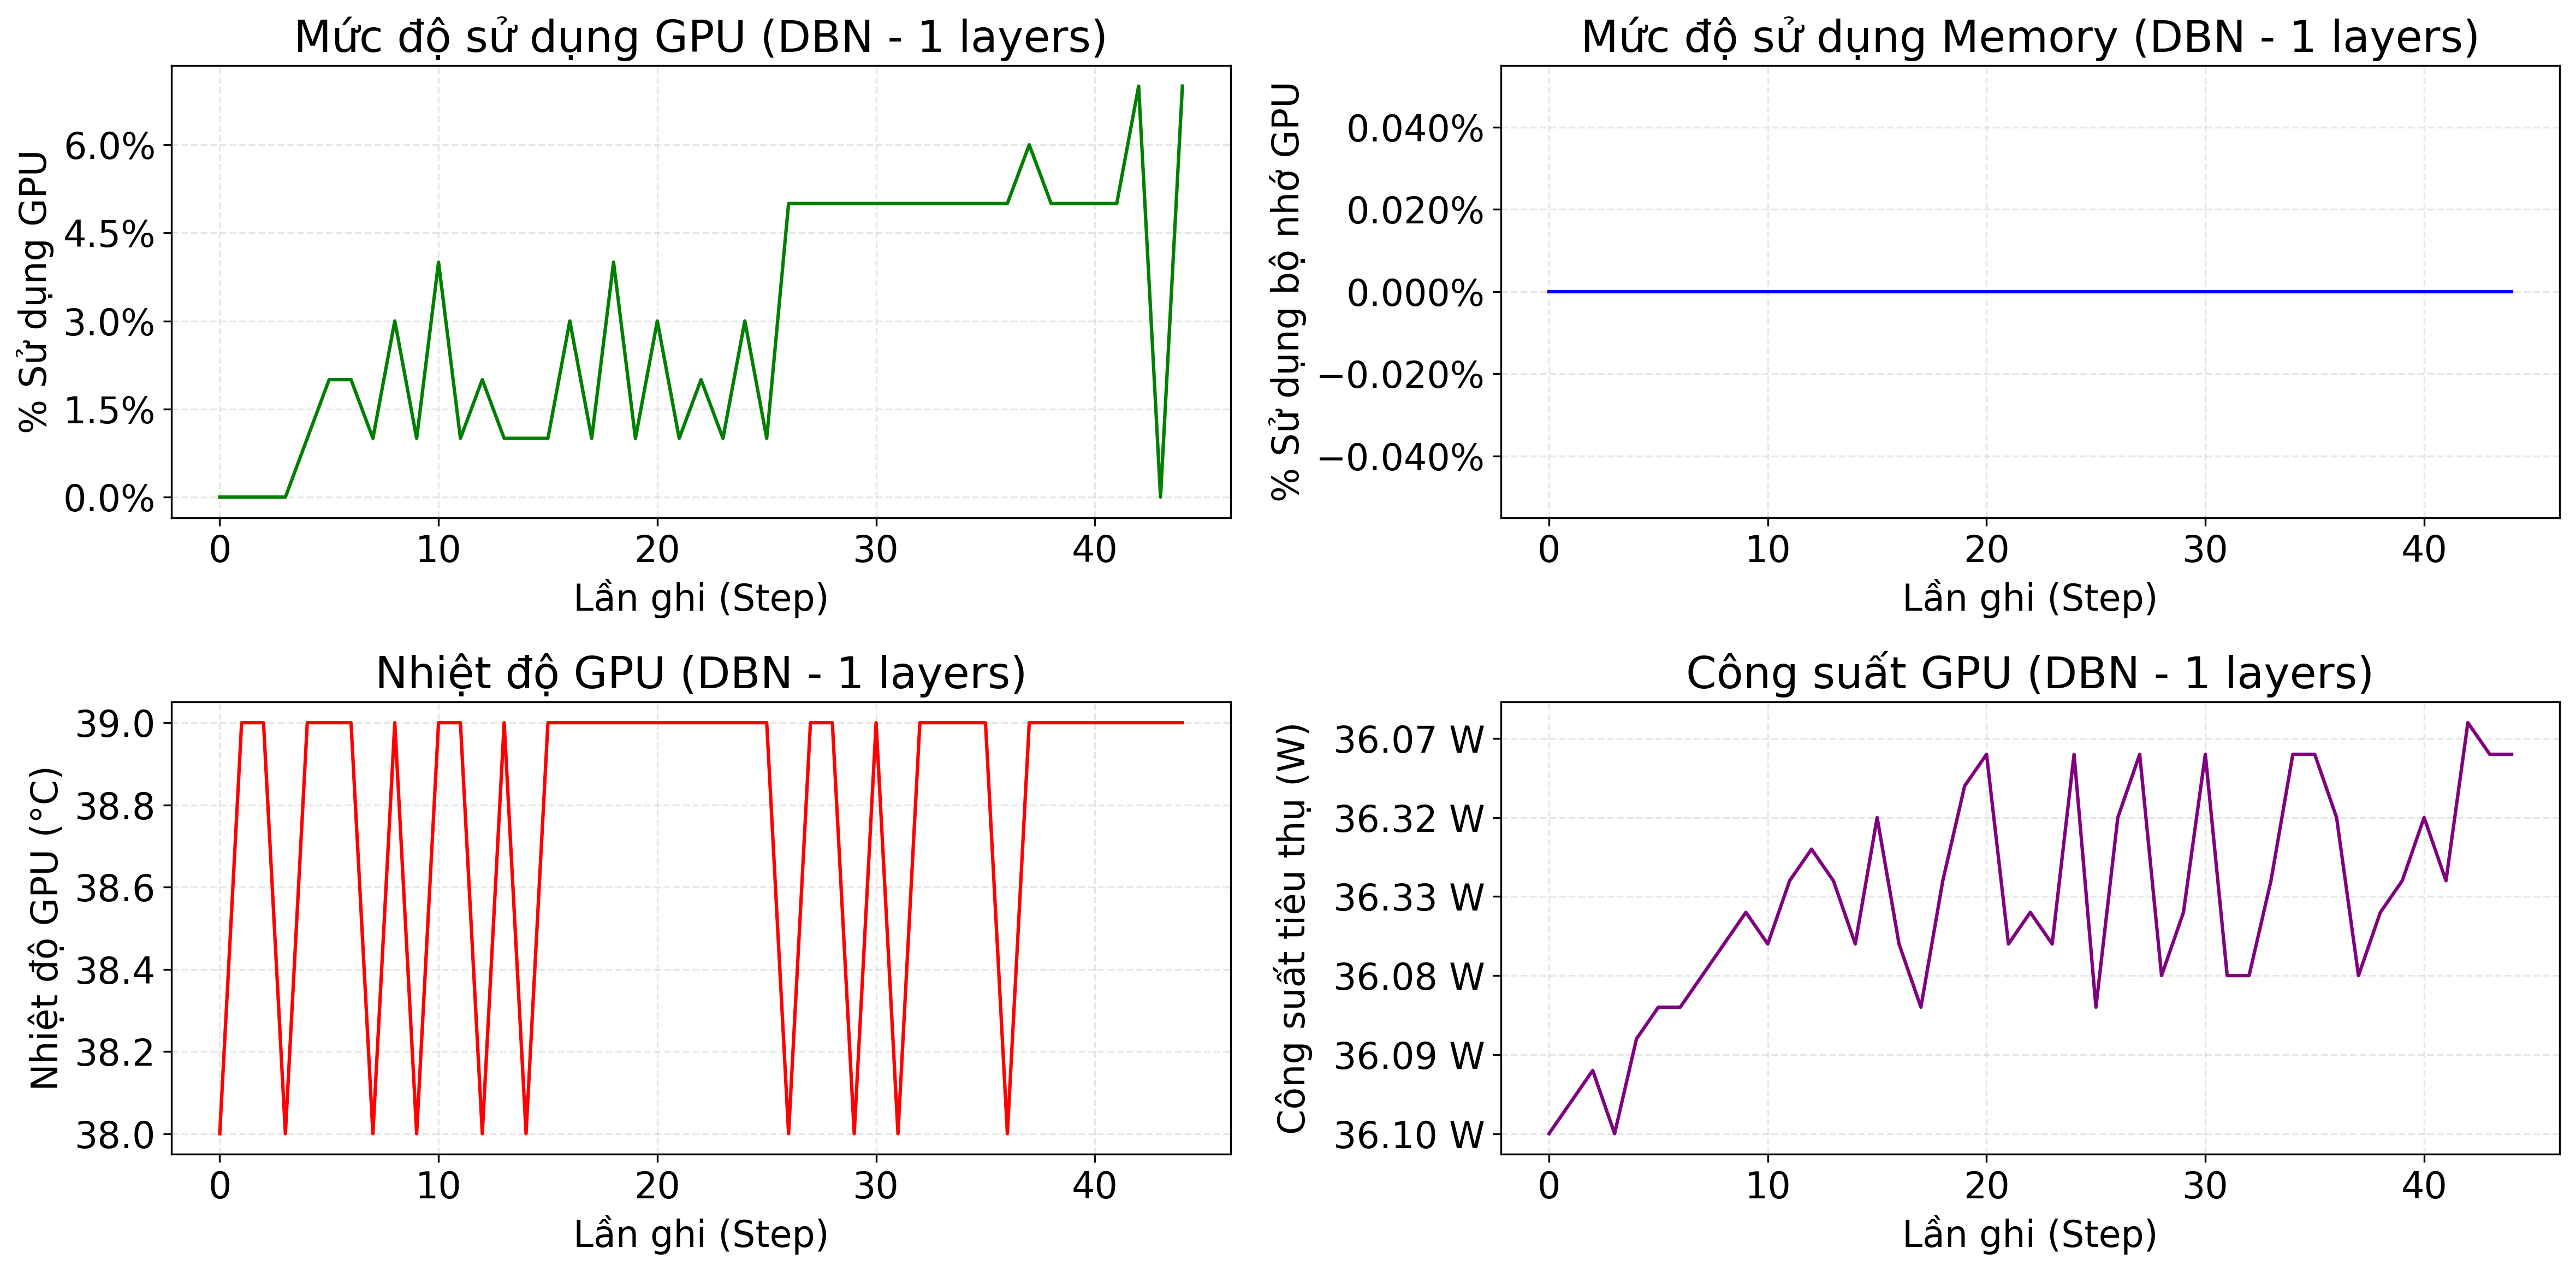 Mức độ sử dụng GPU (DBN - 1 layers)
% Sử dụng GPU
6.0%
4.5%
3.0%
1.5%
0.0%
0 10 20 30 40
Lần ghi (Step)
Mức độ sử dụng Memory (DBN - 1 layers)
% Sử dụng bộ nhớ GPU
0.040%
0.020%
0.000%
−0.020%
−0.040%
0 10 20 30 40
Lần ghi (Step)
Nhiệt độ GPU (DBN - 1 layers)
Nhiệt độ GPU (°C)
39.0
38.8
38.6
38.4
38.2
38.0
0 10 20 30 40
Lần ghi (Step)
Công suất GPU (DBN - 1 layers)
Công suất tiêu thụ (W)
36.07 W
36.32 W
36.33 W
36.08 W
36.09 W
36.10 W
0 10 20 30 40
Lần ghi (Step)